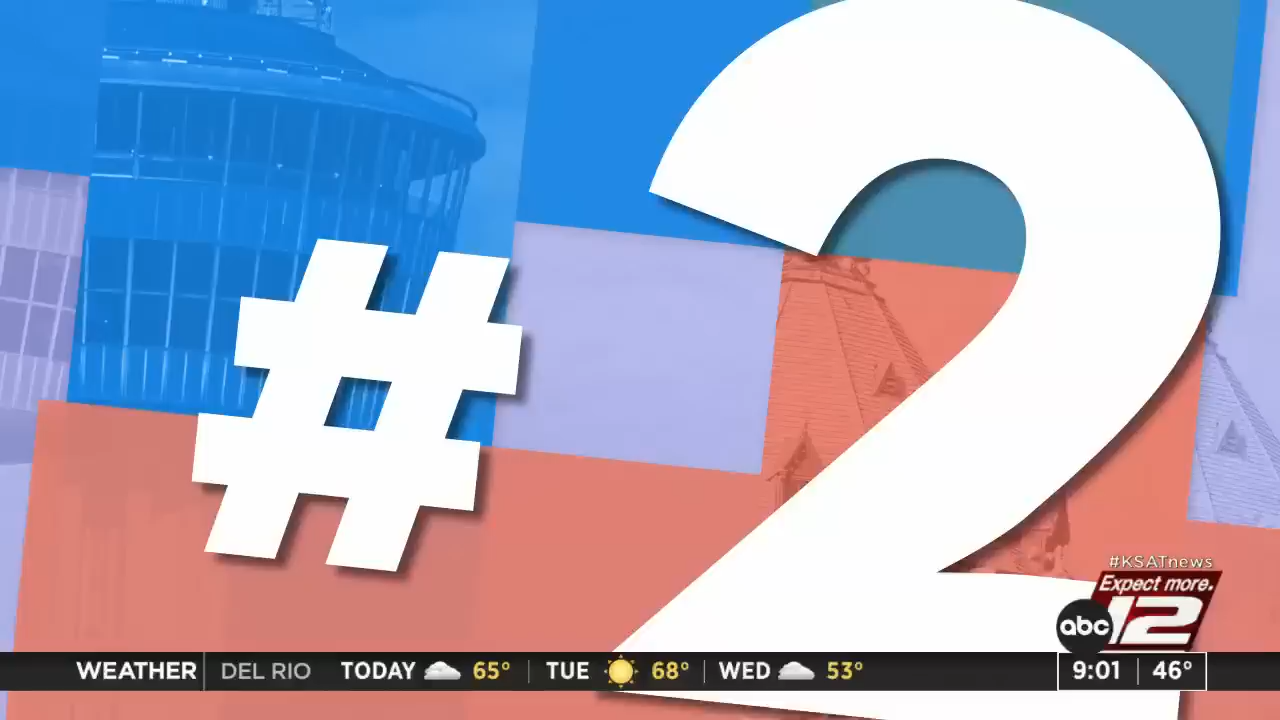 #2
#KSATnews
Expect more.
abc 12
WEATHER DEL RIO TODAY 65° TUE 68° WED 53° 9:01 46°